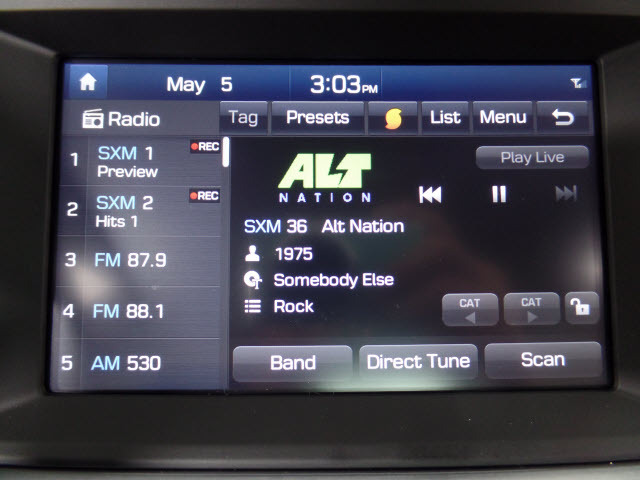 May 5 3:03 PM
Radio Tag Presets List Menu
1 SXM 1 REC
Preview
2 SXM 2 REC
Hits 1
3 FM 87.9
4 FM 88.1
5 AM 530
ALT
NATION
Play Live
SXM 36 Alt Nation
1975
Somebody Else
Rock
CAT CAT
Band Direct Tune Scan